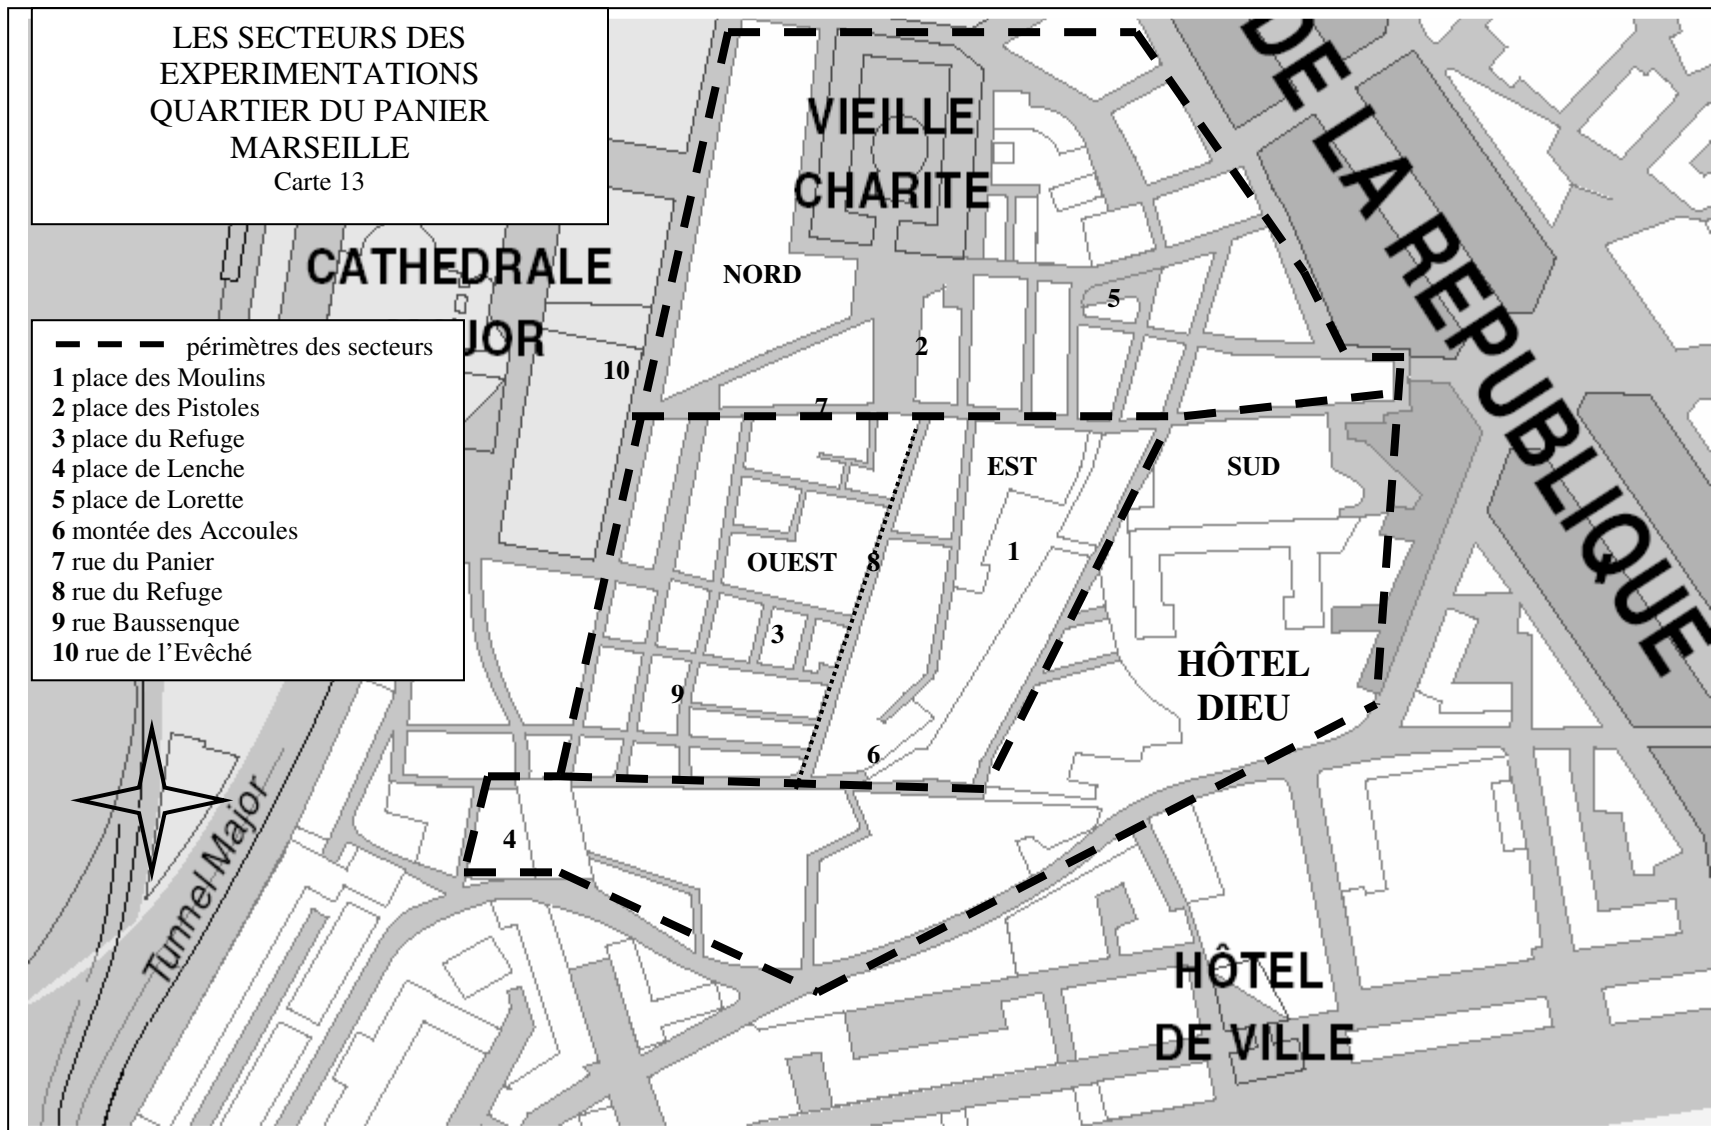 LES SECTEURS DES
EXPERIMENTATIONS
QUARTIER DU PANIER
MARSEILLE
Carte 13
périmètres des secteurs
1 place des Moulins
2 place des Pistoles
3 place du Refuge
4 place de Lenche
5 place de Lorette
6 montée des Accoules
7 rue du Panier
8 rue du Refuge
9 rue Baussenque
10 rue de l'Evêché
VIEILLE
CHARITE
DE LA REPUBLIQUE
CATHEDRALE
JOR
NORD
5
2
10
7
EST
SUD
OUEST
8
1
3
9
HÔTEL
DIEU
6
4
Tunnel Major
HÔTEL
DE VILLE